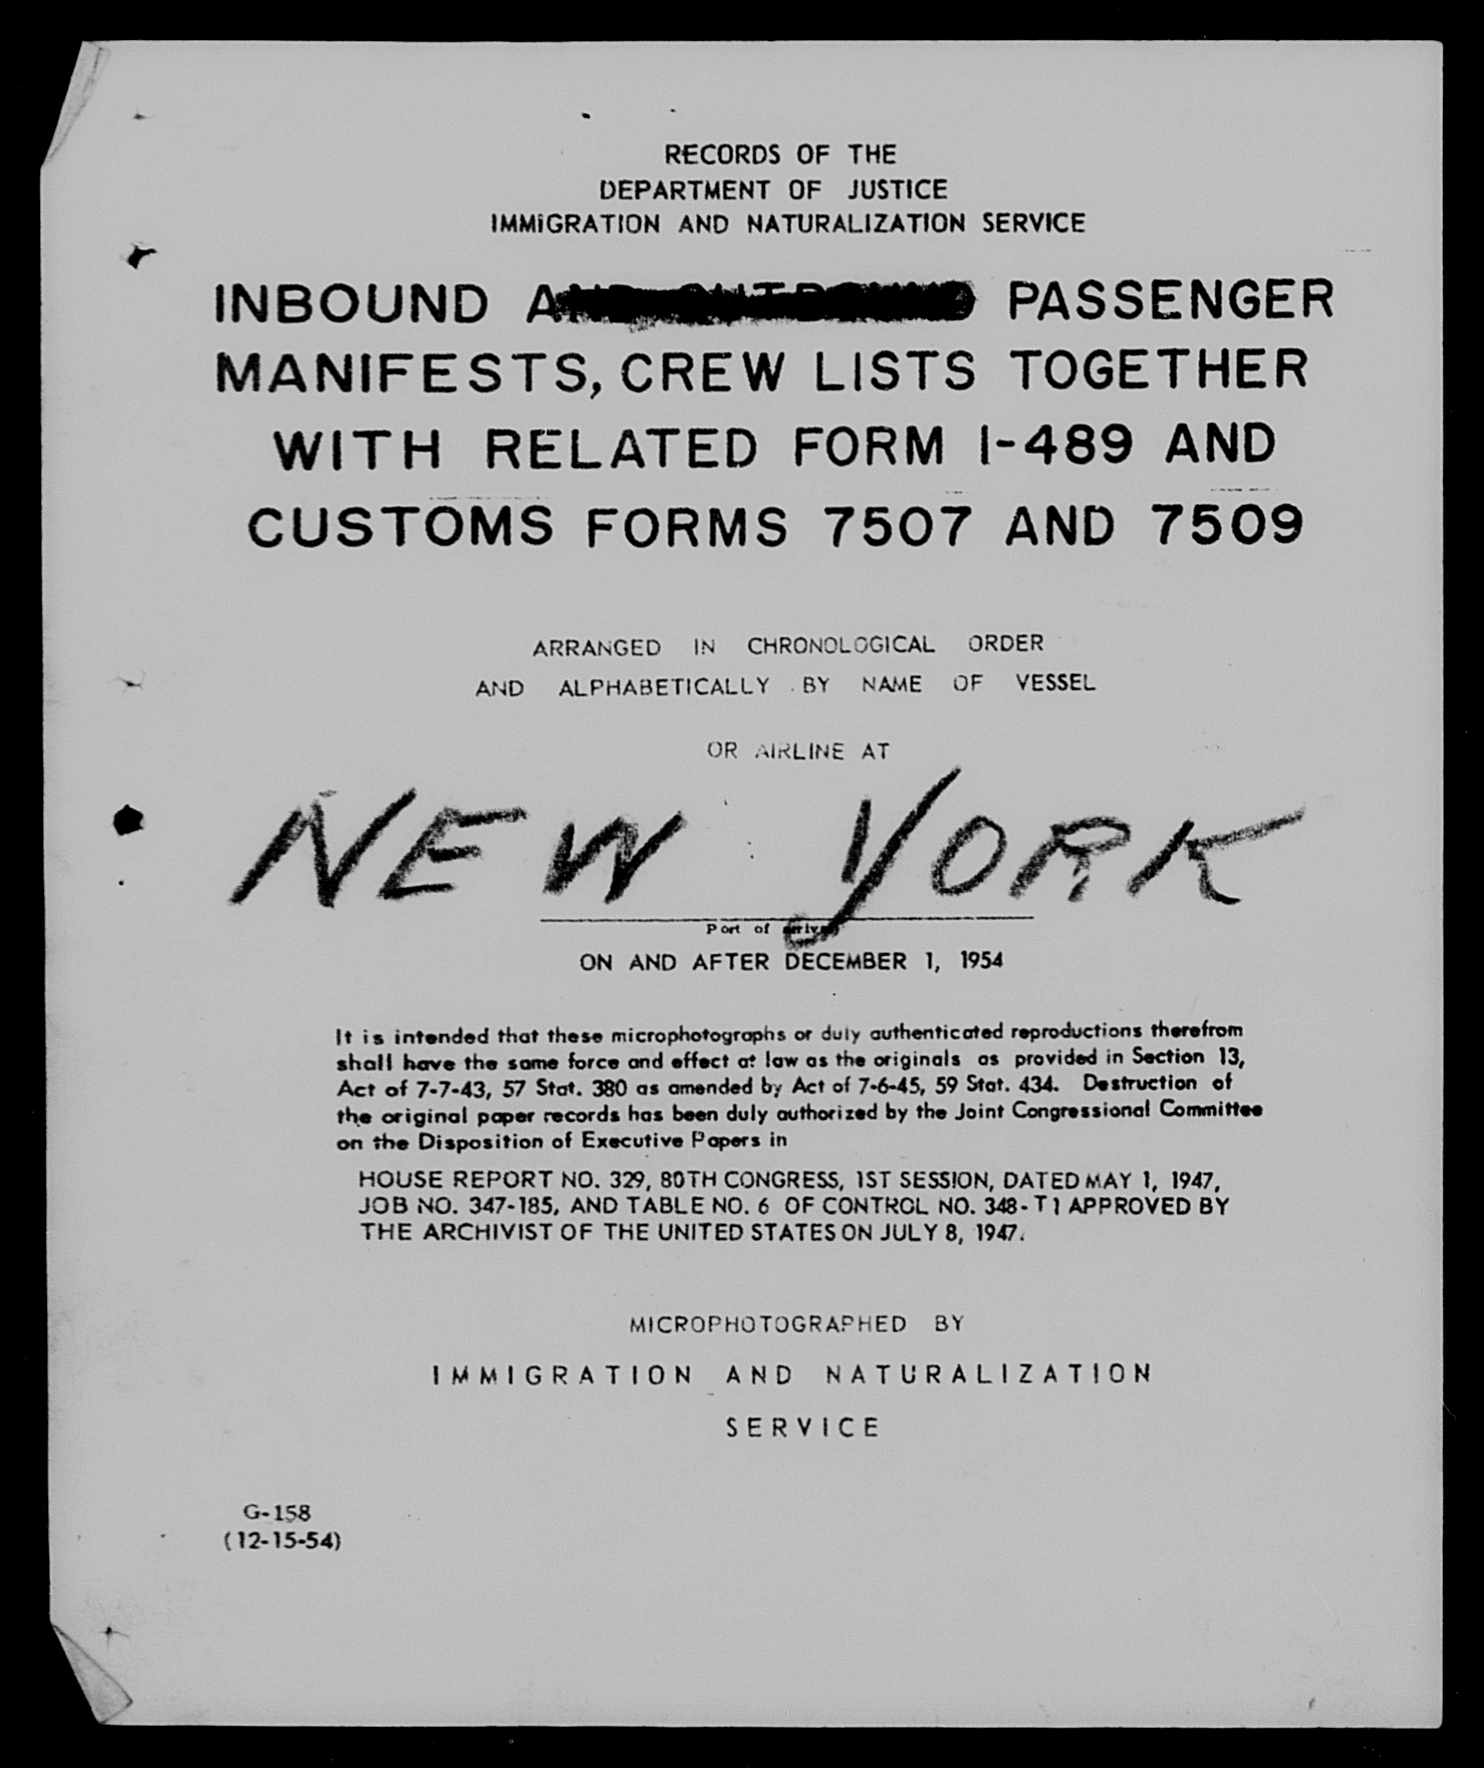 RECORDS OF THE
DEPARTMENT OF JUSTICE
IMMIGRATION AND NATURALIZATION SERVICE
INBOUND AND OUTBOUND PASSENGER
MANIFESTS, CREW LISTS TOGETHER
WITH RELATED FORM I-489 AND
CUSTOMS FORMS 7507 AND 7509
ARRANGED IN CHRONOLOGICAL ORDER
AND ALPHABETICALLY BY NAME OF VESSEL
OR AIRLINE AT
NEW YORK
Port of arrival
ON AND AFTER DECEMBER 1, 1954
It is intended that these microphotographs or duly authenticated reproductions therefrom
shall have the same force and effect at law as the originals as provided in Section 13,
Act of 7-7-43, 57 Stat. 380 as amended by Act of 7-6-45, 59 Stat. 434. Destruction of
the original paper records has been duly authorized by the Joint Congressional Committee
on the Disposition of Executive Papers in
HOUSE REPORT NO. 329, 80TH CONGRESS, 1ST SESSION, DATED MAY 1, 1947,
JOB NO. 347-185, AND TABLE NO. 6 OF CONTROL NO. 348-T1 APPROVED BY
THE ARCHIVIST OF THE UNITED STATES ON JULY 8, 1947.
MICROPHOTOGRAPHED BY
IMMIGRATION AND NATURALIZATION
SERVICE
G-158
(12-15-54)